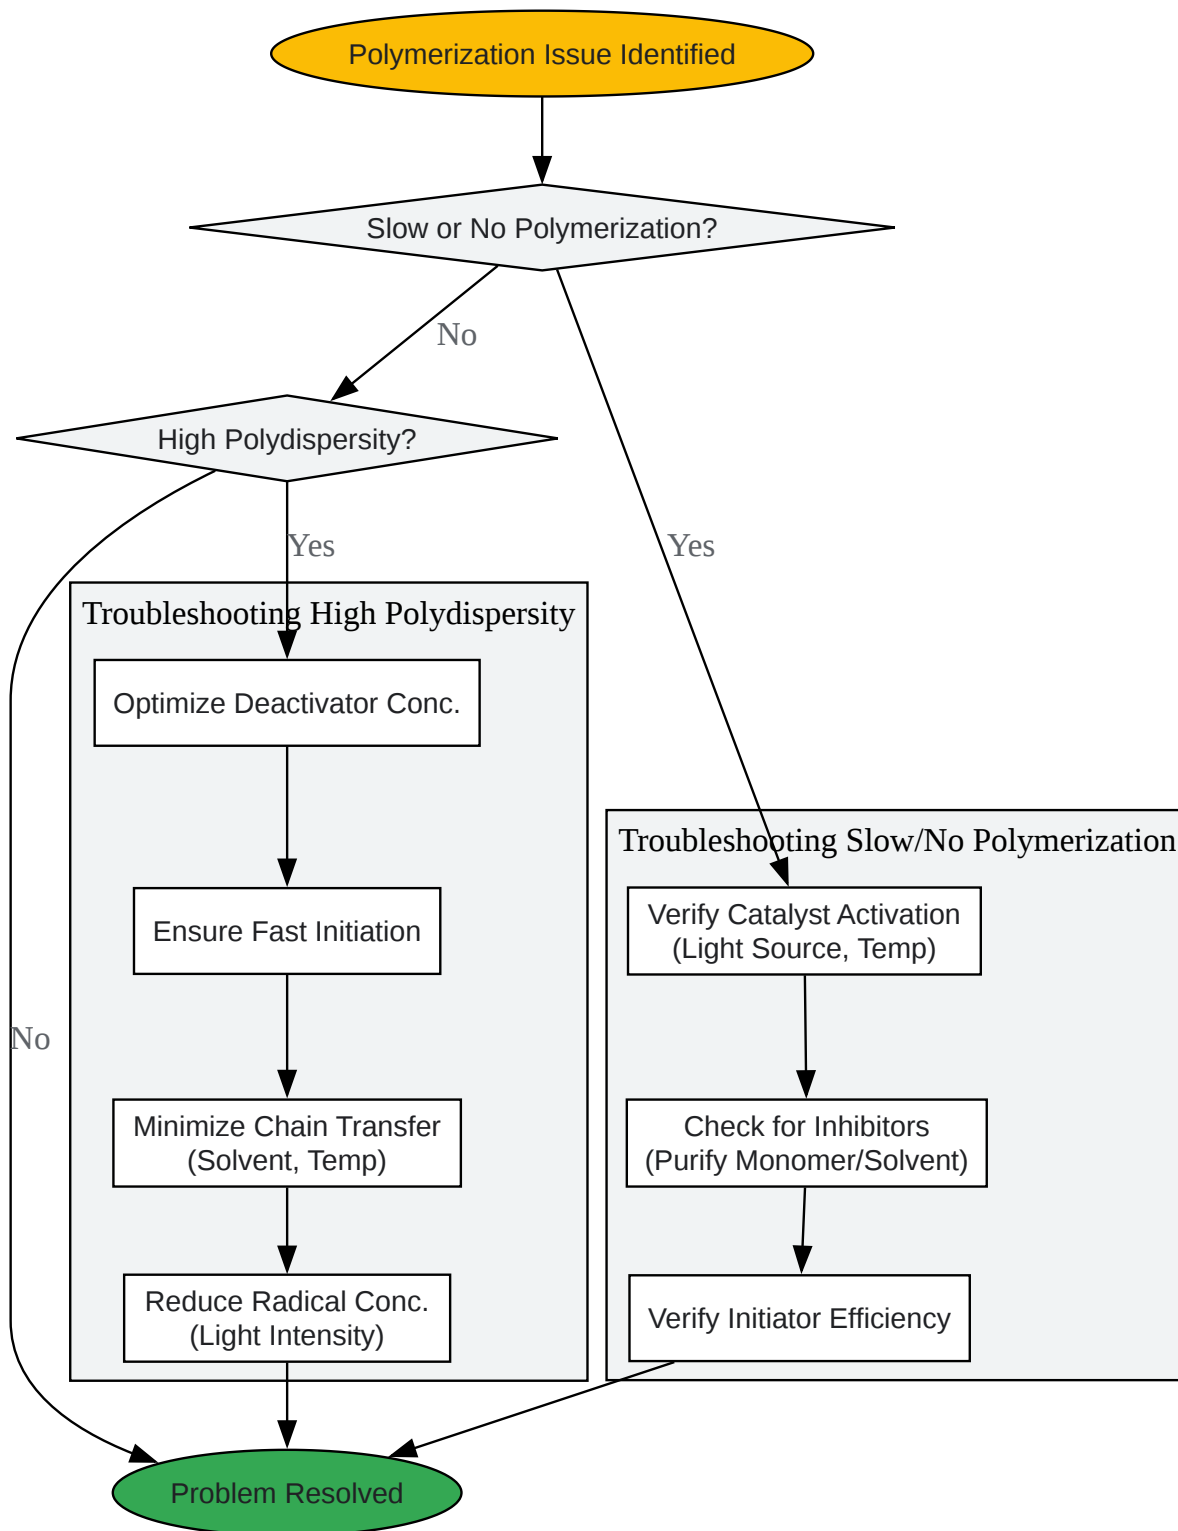 Polymerization Issue Identified
Slow or No Polymerization?
No
High Polydispersity?
Yes
Yes
Troubleshooting High Polydispersity
Optimize Deactivator Conc.
Troubleshooting Slow/No Polymerization
Verify Catalyst Activation
(Light Source, Temp)
Ensure Fast Initiation
No
Minimize Chain Transfer
(Solvent, Temp)
Check for Inhibitors
(Purify Monomer/Solvent)
Reduce Radical Conc.
(Light Intensity)
Verify Initiator Efficiency
Problem Resolved